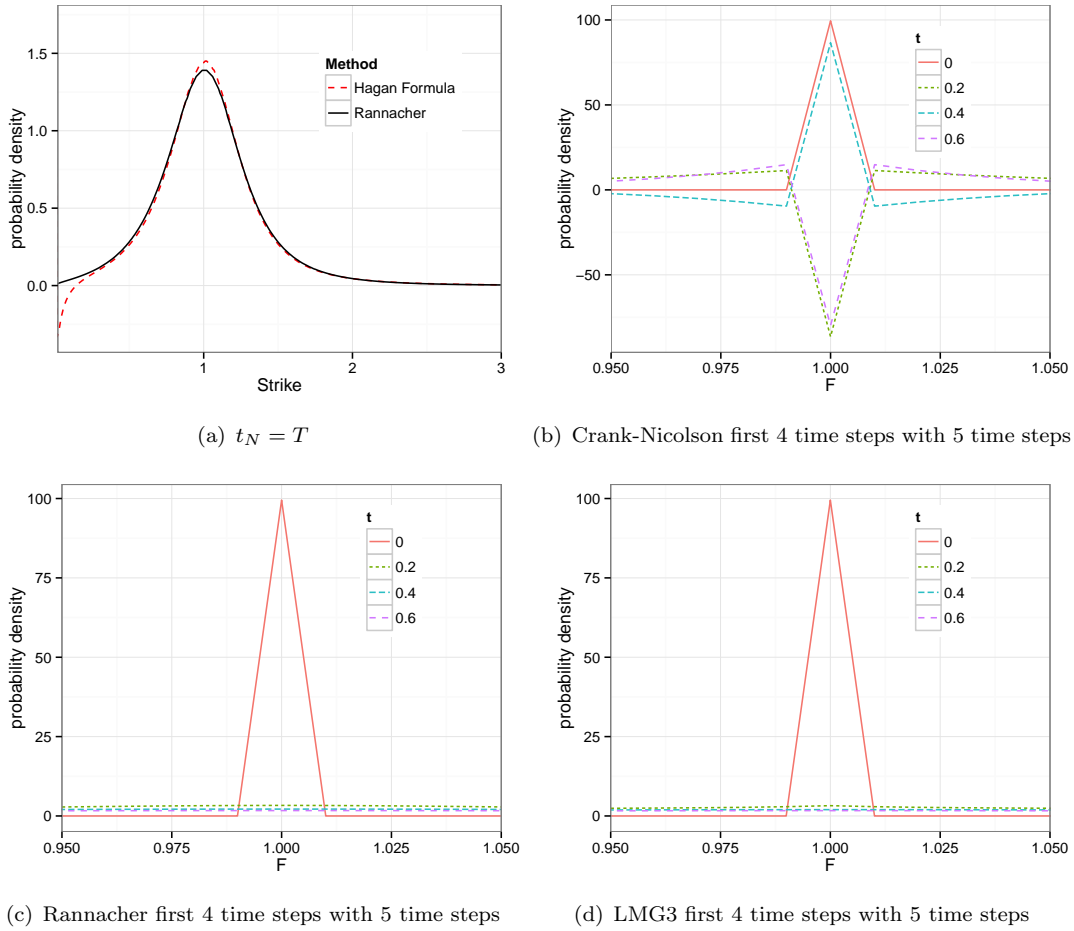 probability density
1.5
1.0
0.5
0.0
Method
Hagan Formula
Rannacher
1
2
3
Strike
(a) t_N = T
probability density
100
50
0
−50
t
0
0.2
0.4
0.6
0.950
0.975
1.000
1.025
1.050
F
(b) Crank-Nicolson first 4 time steps with 5 time steps
probability density
100
75
50
25
0
t
0
0.2
0.4
0.6
0.950
0.975
1.000
1.025
1.050
F
(c) Rannacher first 4 time steps with 5 time steps
probability density
100
75
50
25
0
t
0
0.2
0.4
0.6
0.950
0.975
1.000
1.025
1.050
F
(d) LMG3 first 4 time steps with 5 time steps